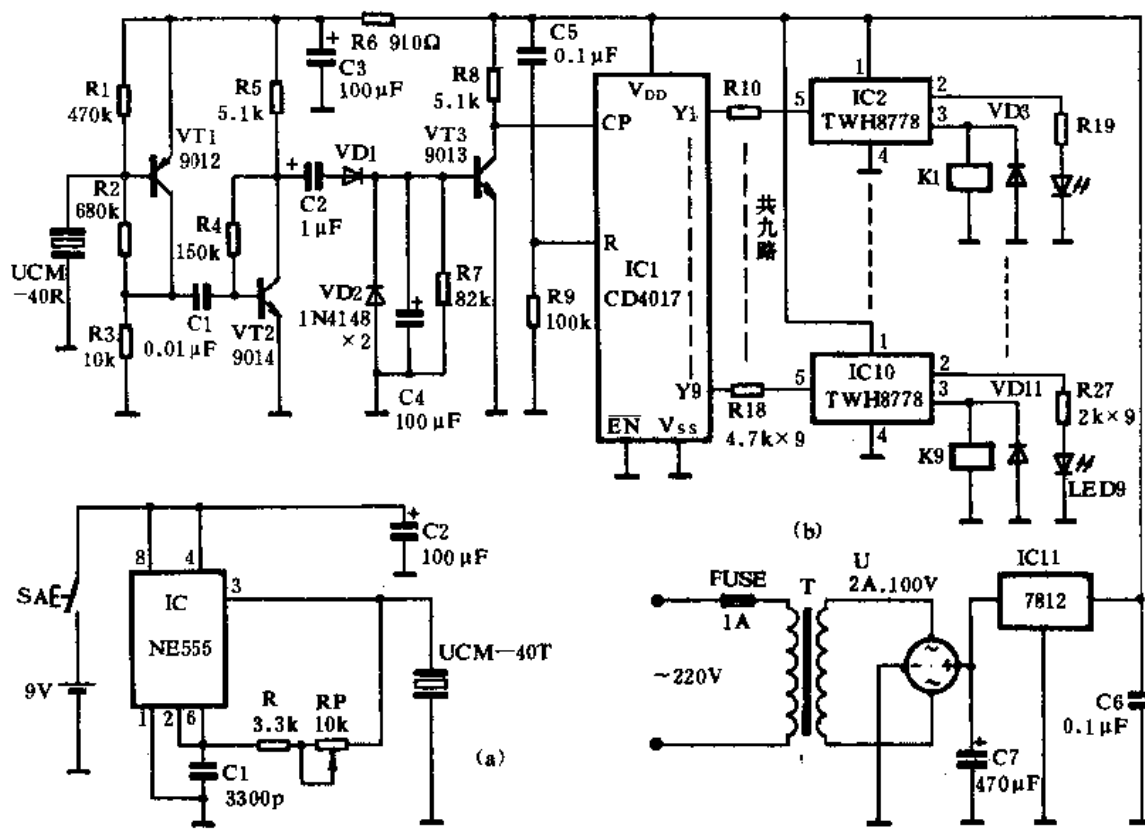 R6 910Ω
C3
100μF
C5
0.1μF
R1
470k
R5
5.1k
R8
5.1k
VT1
9012
VD1
VT3
9013
C2
1μF
R2
680k
R4
150k
UCM
-40R
R3
10k
C1
0.01μF
VT2
9014
VD2
1N4148
×2
R7
82k
C4
100μF
R9
100k
VDD
CP
R
IC1
CD4017
Y1
Y9
EN
VSS
R10
共九路
R18
4.7k×9
1
5
IC2
TWH8778
2
3
4
VD3
R19
K1
1
5
IC10
TWH8778
2
3
4
VD11
R27
2k×9
K9
LED9
(b)
SA
9V
8
4
3
IC
NE555
1
2
6
C2
100μF
R
3.3k
RP
10k
C1
3300p
UCM-40T
(a)
FUSE
1A
T
U
2A.100V
~220V
~
-
+
~
IC11
7812
C7
470μF
C6
0.1μF